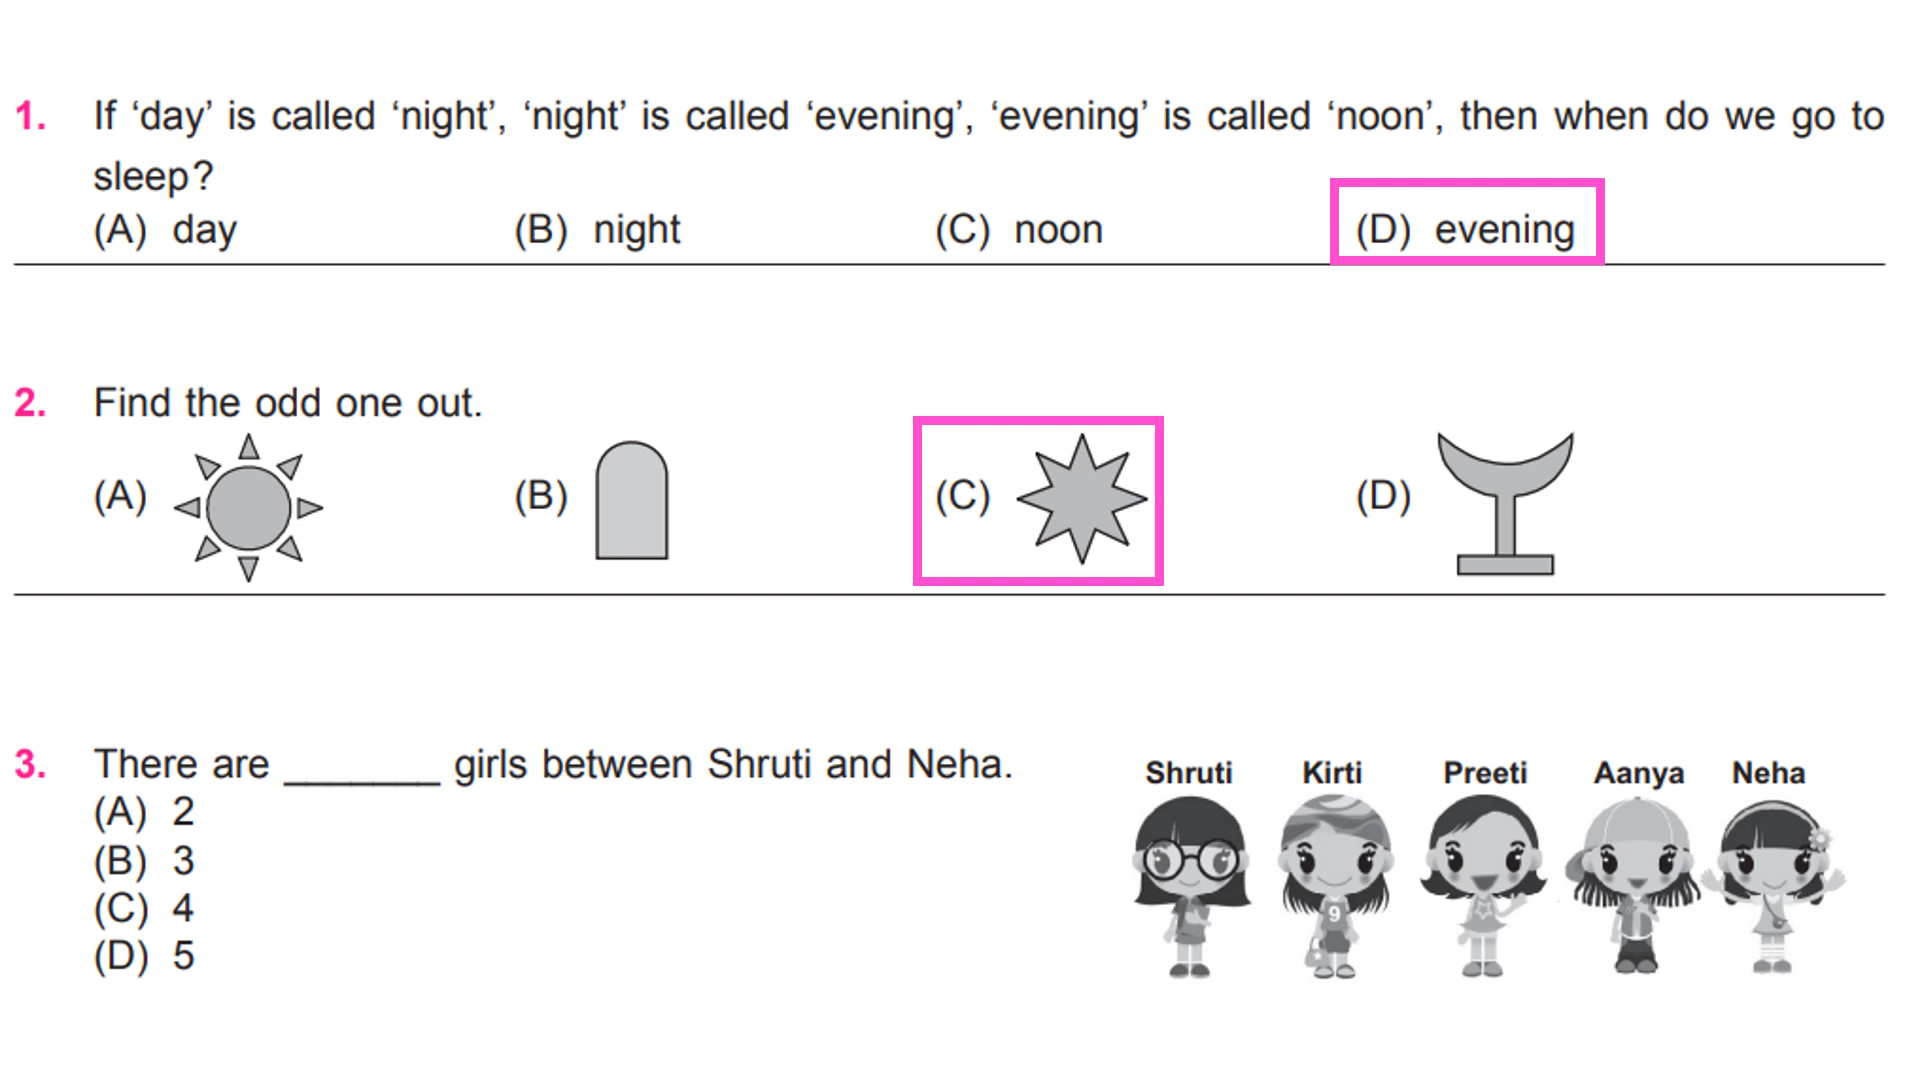 1. If ‘day’ is called ‘night’, ‘night’ is called ‘evening’, ‘evening’ is called ‘noon’, then when do we go to
sleep?
(A) day (B) night (C) noon (D) evening
2. Find the odd one out.
(A) (B) (C) (D)
3. There are _______ girls between Shruti and Neha.
(A) 2
(B) 3
(C) 4
(D) 5
Shruti Kirti Preeti Aanya Neha
9